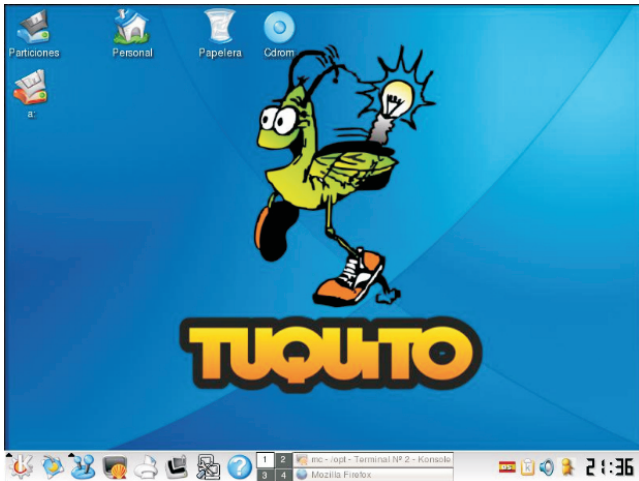 Particiones
Personal
Papelera
Cdrom
a:
TUQUITO
1 2
mc - /opt - Terminal Nº 2 - Konsole
3 4
Mozilla Firefox
21:36